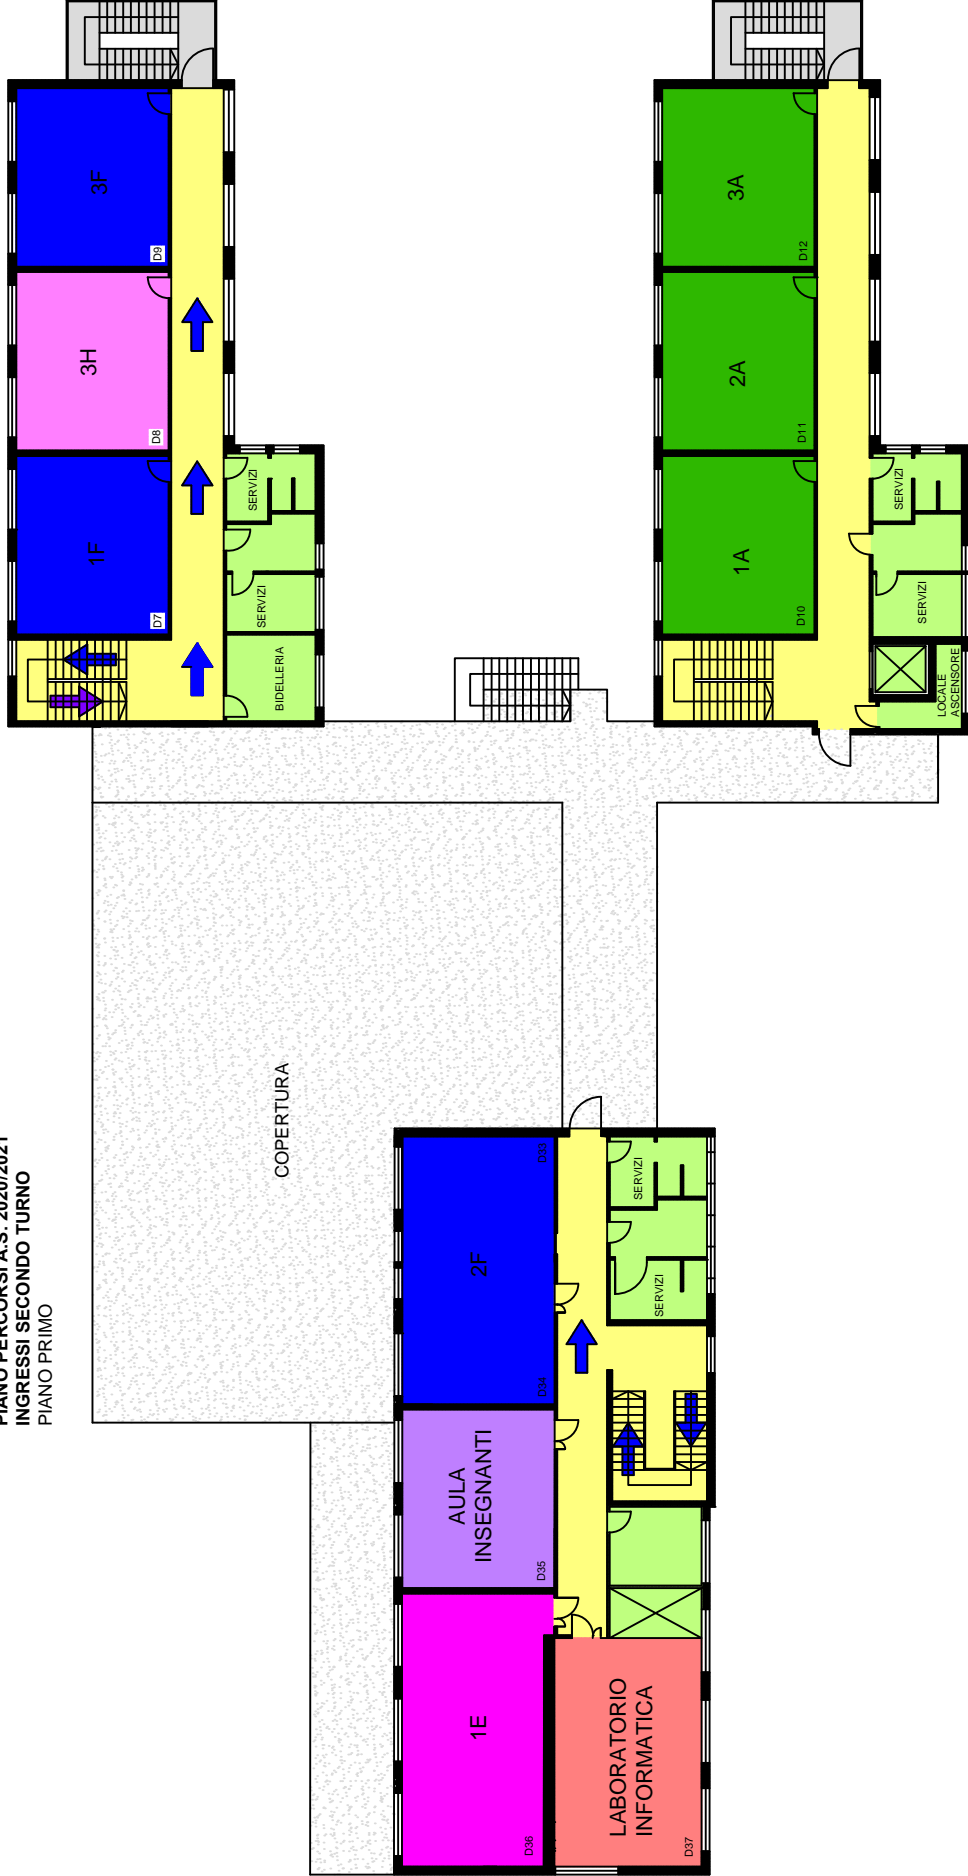 PIANO PERCORSI A.S. 2020/2021
INGRESSI SECONDO TURNO
PIANO PRIMO
3F
D9
3H
D8
1F
D7
SERVIZI
SERVIZI
BIDELLERIA
3A
D12
2A
D11
1A
D10
SERVIZI
SERVIZI
LOCALE
ASCENSORE
COPERTURA
2F
D33
D34
SERVIZI
SERVIZI
AULA
INSEGNANTI
D35
1E
D36
LABORATORIO
INFORMATICA
D37